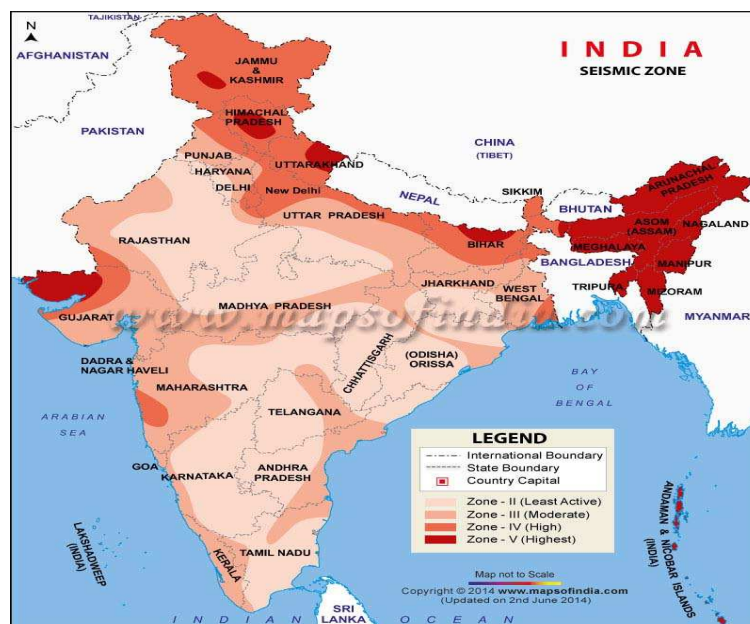 N
TAJIKISTAN
AFGHANISTAN
INDIA
SEISMIC ZONE
JAMMU
&
KASHMIR
HIMACHAL
PRADESH
PAKISTAN
CHINA
(TIBET)
PUNJAB
HARYANA
UTTARAKHAND
DELHI
New Delhi
NEPAL
SIKKIM
ARUNACHAL
PRADESH
BHUTAN
UTTAR PRADESH
ASOM
(ASSAM)
NAGALAND
RAJASTHAN
BIHAR
MEGHALAYA
BANGLADESH
MANIPUR
JHARKHAND
WEST
BENGAL
TRIPURA
MIZORAM
GUJARAT
MADHYA PRADESH
www.mapsofindia.com
MYANMAR
DADRA &
NAGAR HAVELI
CHHATTISGARH
(ODISHA)
ORISSA
MAHARASHTRA
BAY
OF
BENGAL
ARABIAN
SEA
TELANGANA
GOA
KARNATAKA
ANDHRA
PRADESH
LEGEND
International Boundary
State Boundary
Country Capital
Zone - II (Least Active)
Zone - III (Moderate)
Zone - IV (High)
Zone - V (Highest)
ANDAMAN & NICOBAR ISLANDS
(INDIA)
LAKSHADWEEP
(INDIA)
KERALA
TAMIL NADU
Map not to Scale
Copyright © 2014 www.mapsofindia.com
(Updated on 2nd June 2014)
SRI
LANKA
INDIAN OCEAN